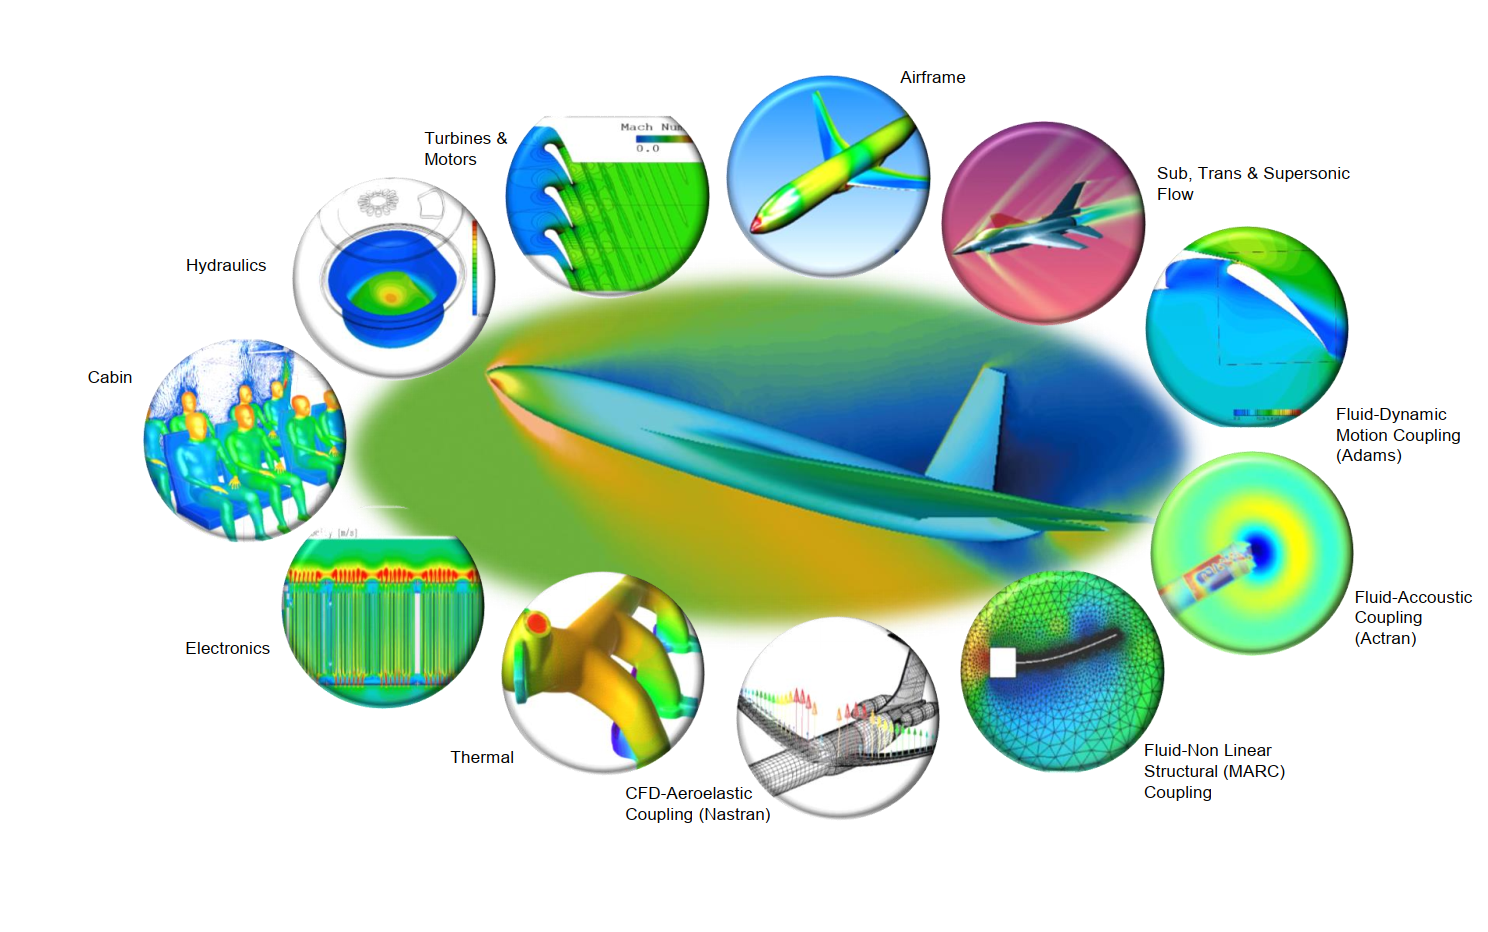 Airframe
Turbines &
Motors
Mach Nu
0.0
Sub, Trans & Supersonic
Flow
Hydraulics
Cabin
Fluid-Dynamic
Motion Coupling
(Adams)
[m/s]
Fluid-Accoustic
Coupling
(Actran)
Electronics
Thermal
Fluid-Non Linear
Structural (MARC)
Coupling
CFD-Aeroelastic
Coupling (Nastran)